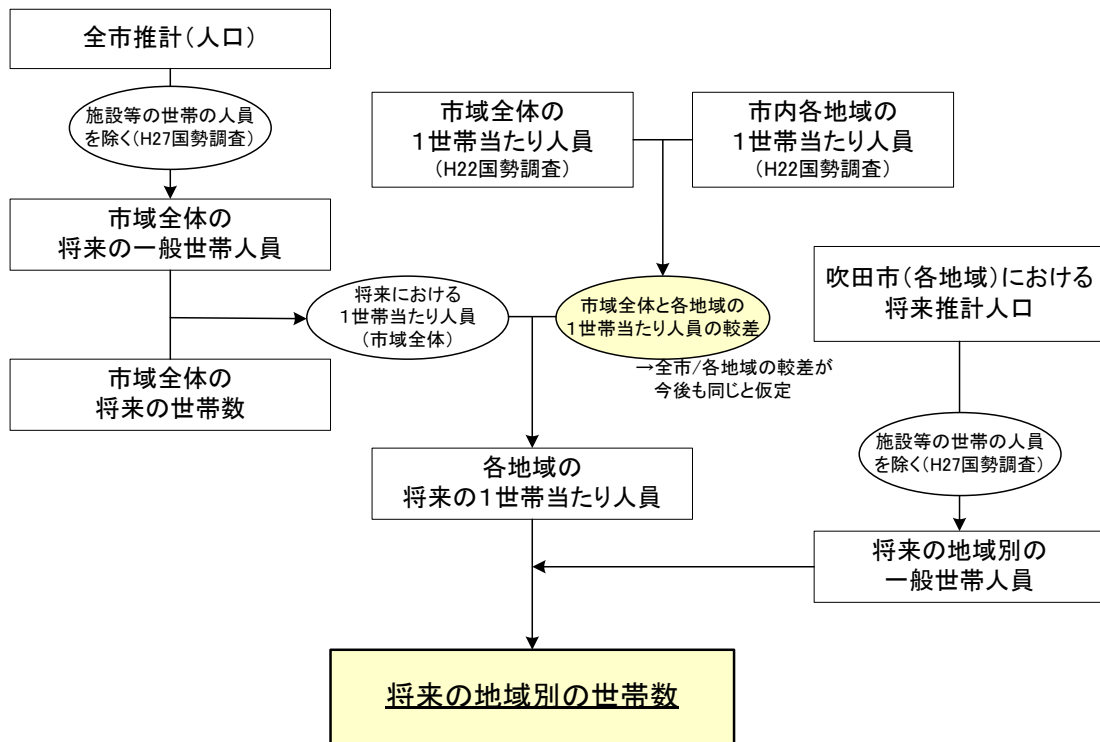 全市推計（人口）
施設等の世帯の人員
を除く（H27国勢調査）
市域全体の
将来の一般世帯人員
市域全体の
将来の世帯数
将来における
１世帯当たり人員
（市域全体）
市域全体の
１世帯当たり人員
（H22国勢調査）
市内各地域の
１世帯当たり人員
（H22国勢調査）
市域全体と各地域の
１世帯当たり人員の較差
→全市/各地域の較差が
今後も同じと仮定
吹田市（各地域）における
将来推計人口
施設等の世帯の人員
を除く（H27国勢調査）
各地域の
将来の１世帯当たり人員
将来の地域別の
一般世帯人員
将来の地域別の世帯数